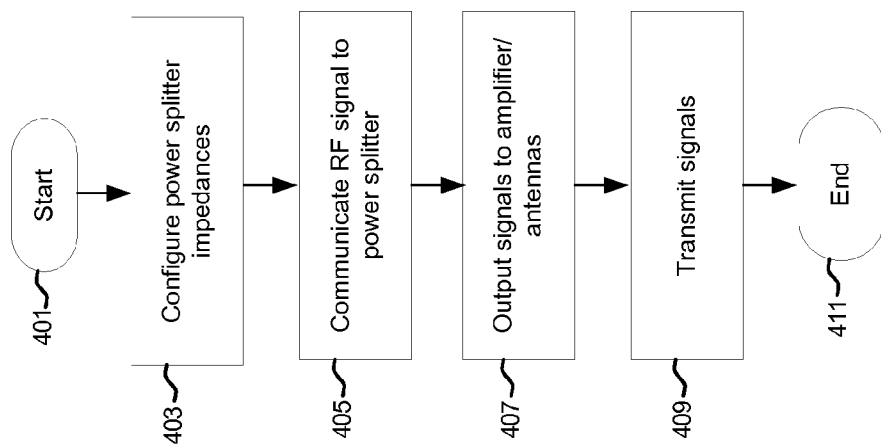 401
Start
403
Configure power splitter
impedances
405
Communicate RF signal to
power splitter
407
Output signals to amplifier/
antennas
409
Transmit signals
411
End